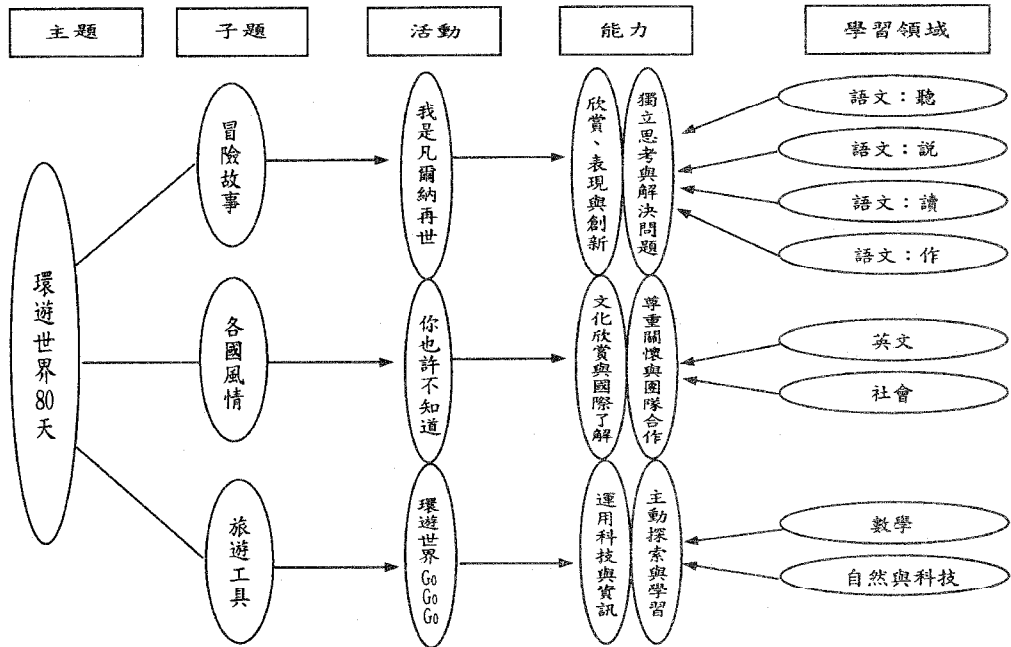 主題
子題
活動
能力
學習領域
環遊世界80天
冒險故事
各國風情
旅遊工具
我是凡爾納再世
你也許不知道
環遊世界GoGoGo
欣賞、表現與創新
獨立思考與解決問題
文化欣賞與國際了解
尊重關懷與團隊合作
運用科技與資訊
主動探索與學習
語文：聽
語文：說
語文：讀
語文：作
英文
社會
數學
自然與科技